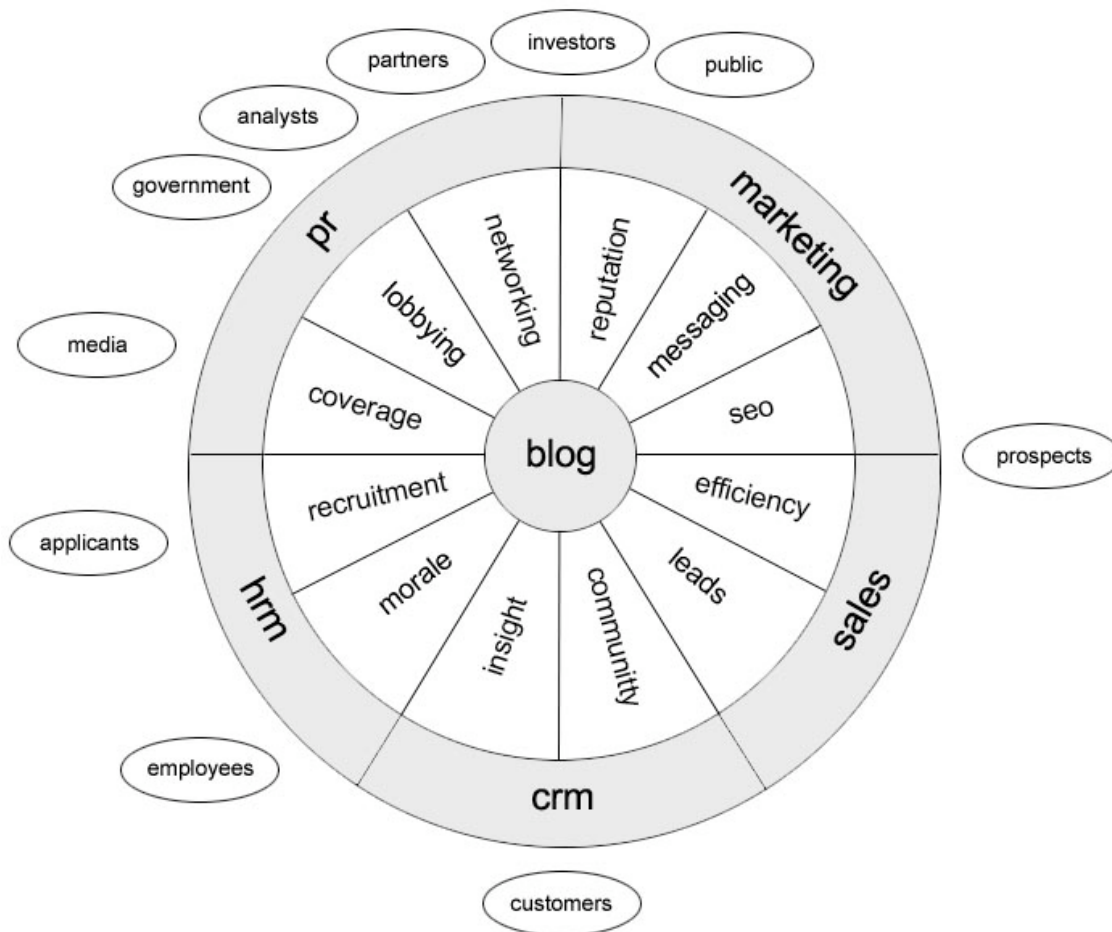 investors
partners
public
analysts
government
media
applicants
employees
customers
prospects
pr
marketing
sales
crm
hrm
networking
reputation
messaging
seo
efficiency
leads
communitty
insight
morale
recruitment
coverage
lobbying
blog